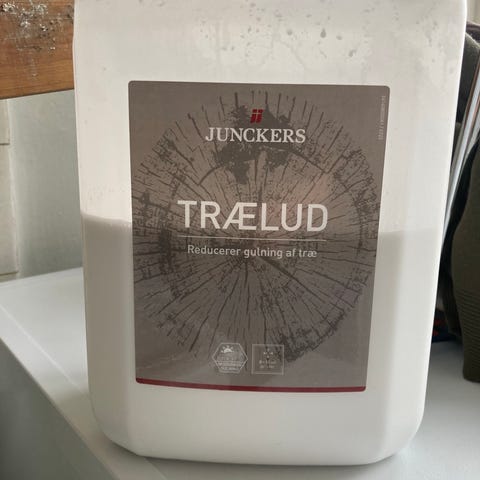 JUNCKERS
TRÆLUD
Reducerer gulning af træ